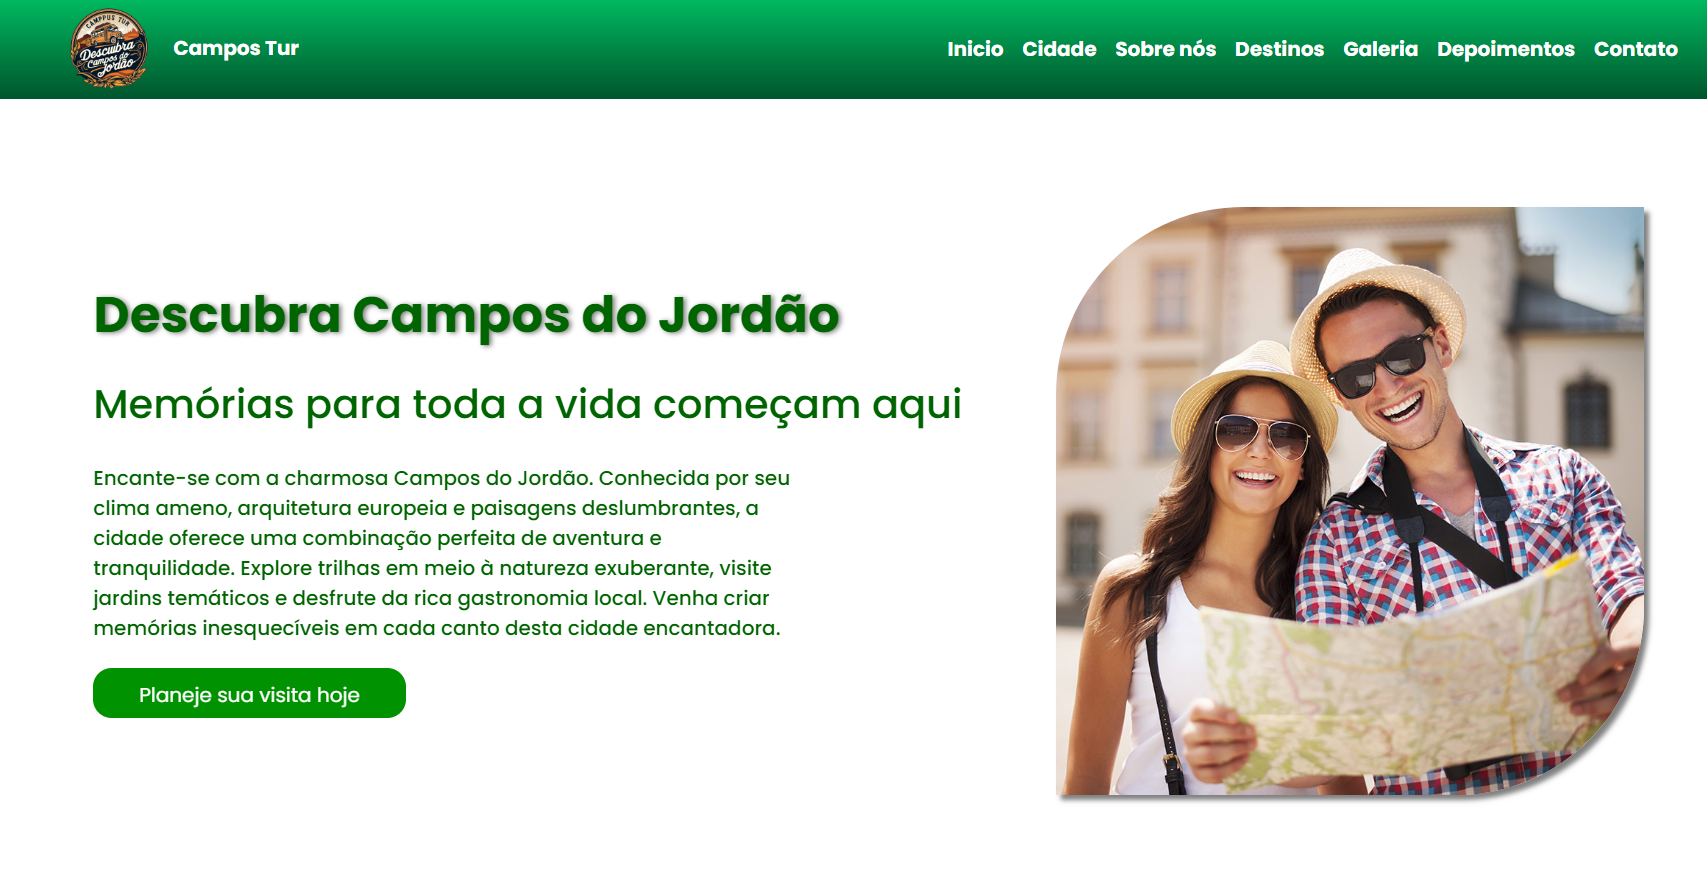 CAMPPUS TUR
Descubra
Campos do
Jordão
Campos Tur
Inicio Cidade Sobre nós Destinos Galeria Depoimentos Contato
Descubra Campos do Jordão
Memórias para toda a vida começam aqui
Encante-se com a charmosa Campos do Jordão. Conhecida por seu
clima ameno, arquitetura europeia e paisagens deslumbrantes, a
cidade oferece uma combinação perfeita de aventura e
tranquilidade. Explore trilhas em meio à natureza exuberante, visite
jardins temáticos e desfrute da rica gastronomia local. Venha criar
memórias inesquecíveis em cada canto desta cidade encantadora.
Planeje sua visita hoje